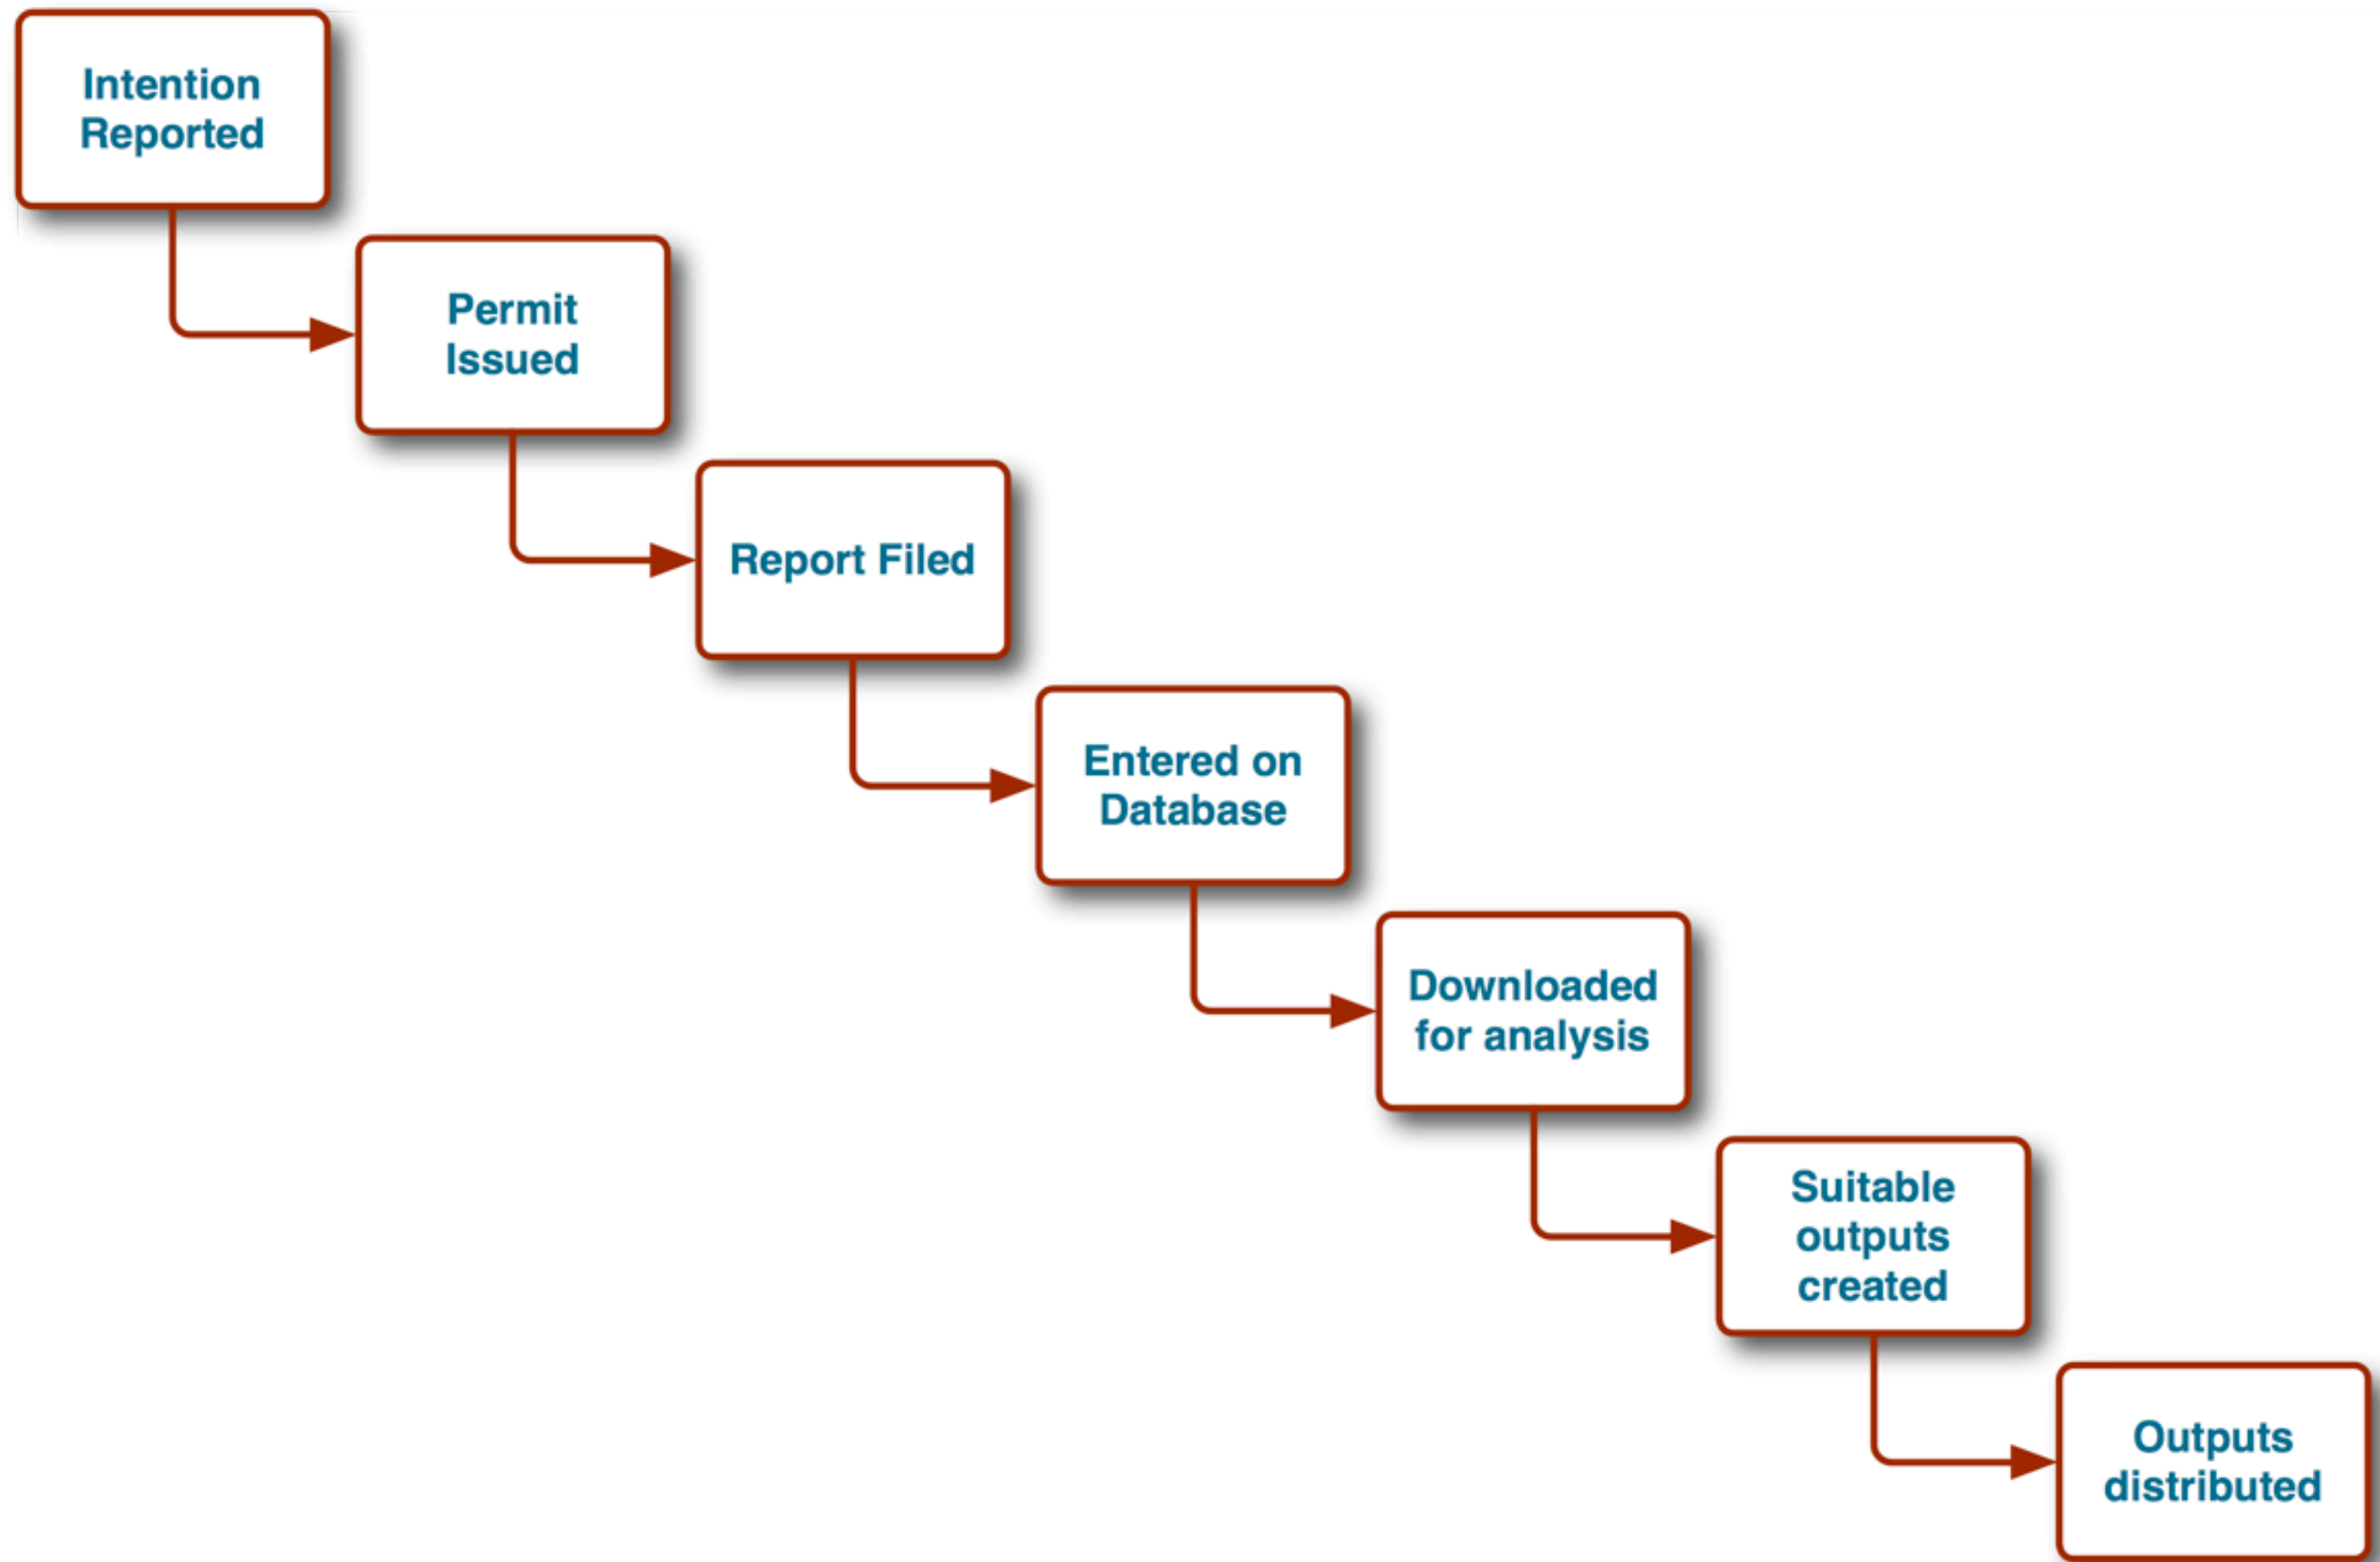 Intention
Reported
Permit
Issued
Report Filed
Entered on
Database
Downloaded
for analysis
Suitable
outputs
created
Outputs
distributed